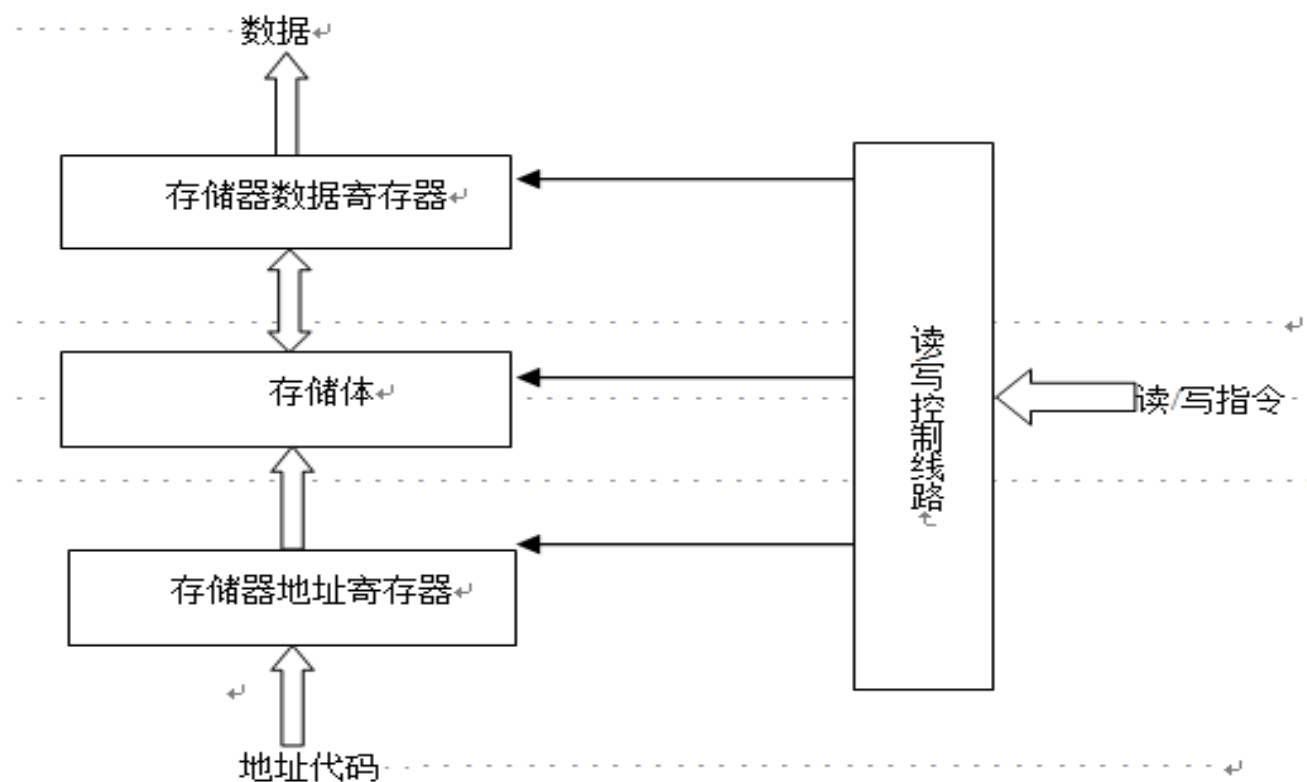 数据
存储器数据寄存器
存储体
读写控制线路
读/写指令
存储器地址寄存器
地址代码